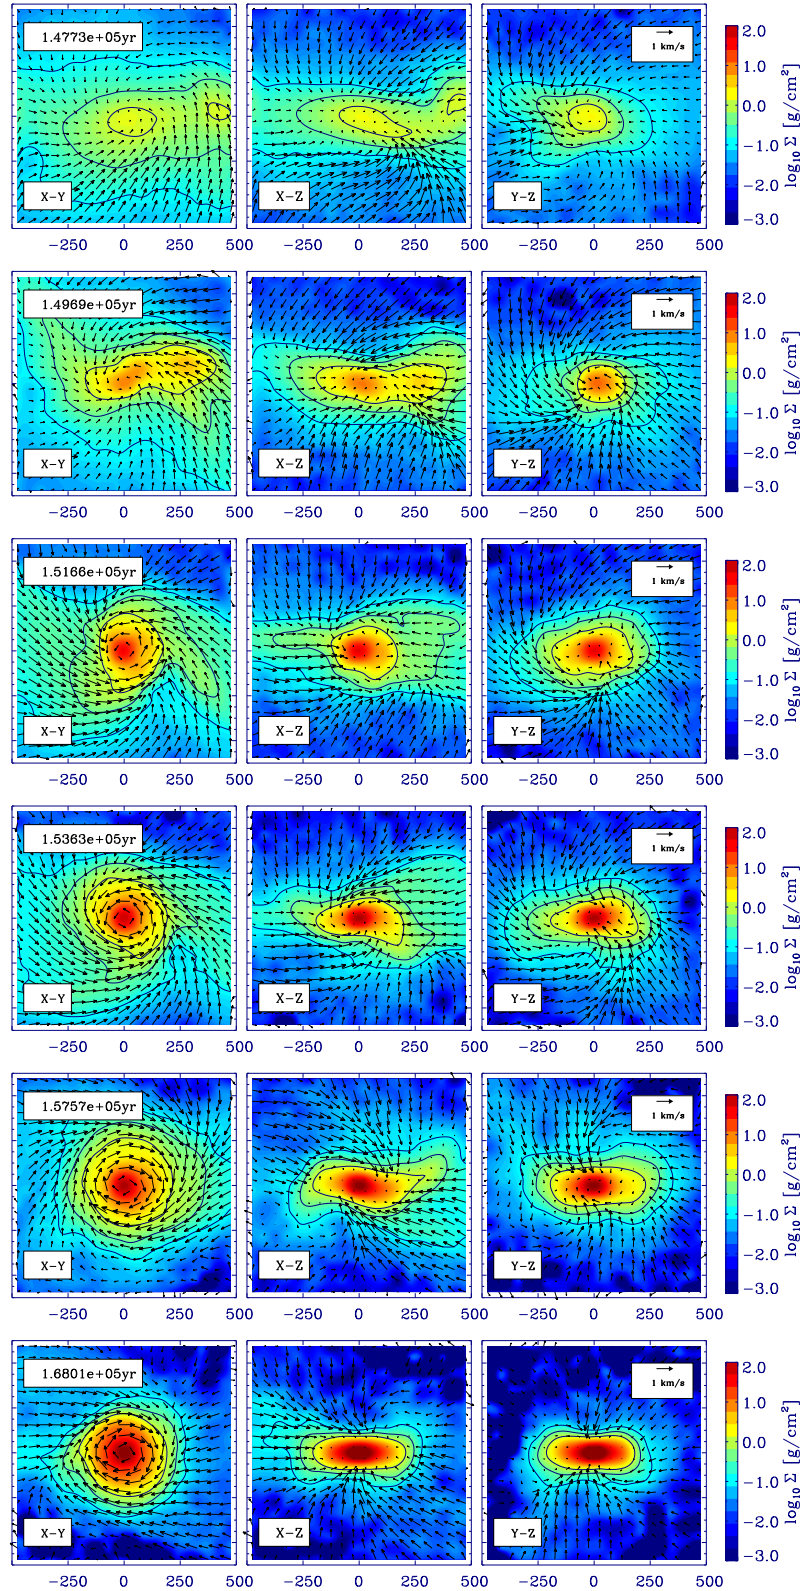 1.4773e+05yr
1 km/s
X-Y
X-Z
Y-Z
2.0
1.0
0.0
-1.0
-2.0
-3.0
log10 Σ [g/cm²]
-250 0 250 500
-250 0 250 500
-250 0 250 500
1.4969e+05yr
1 km/s
X-Y
X-Z
Y-Z
2.0
1.0
0.0
-1.0
-2.0
-3.0
log10 Σ [g/cm²]
-250 0 250 500
-250 0 250 500
-250 0 250 500
1.5166e+05yr
1 km/s
X-Y
X-Z
Y-Z
2.0
1.0
0.0
-1.0
-2.0
-3.0
log10 Σ [g/cm²]
-250 0 250 500
-250 0 250 500
-250 0 250 500
1.5363e+05yr
1 km/s
X-Y
X-Z
Y-Z
2.0
1.0
0.0
-1.0
-2.0
-3.0
log10 Σ [g/cm²]
-250 0 250 500
-250 0 250 500
-250 0 250 500
1.5757e+05yr
1 km/s
X-Y
X-Z
Y-Z
2.0
1.0
0.0
-1.0
-2.0
-3.0
log10 Σ [g/cm²]
-250 0 250 500
-250 0 250 500
-250 0 250 500
1.6801e+05yr
1 km/s
X-Y
X-Z
Y-Z
2.0
1.0
0.0
-1.0
-2.0
-3.0
log10 Σ [g/cm²]
-250 0 250 500
-250 0 250 500
-250 0 250 500